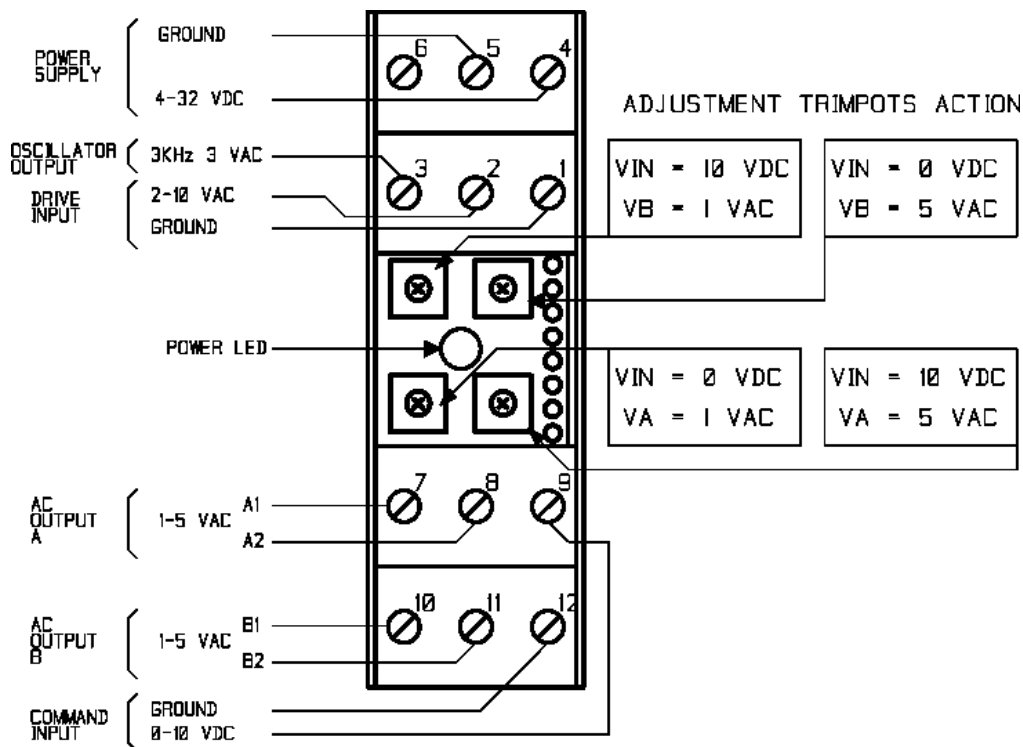 POWER
SUPPLY
GROUND
4-32 VDC
6 5 4
OSCILLATOR
OUTPUT
3KHz 3 VAC
DRIVE
INPUT
2-10 VAC
GROUND
3 2 1
ADJUSTMENT TRIMPOTS ACTION
VIN = 10 VDC
VB = 1 VAC
VIN = 0 VDC
VB = 5 VAC
POWER LED
VIN = 0 VDC
VA = 1 VAC
VIN = 10 VDC
VA = 5 VAC
AC
OUTPUT
A
1-5 VAC
A1
A2
7 8 9
AC
OUTPUT
B
1-5 VAC
B1
B2
10 11 12
COMMAND
INPUT
GROUND
0-10 VDC